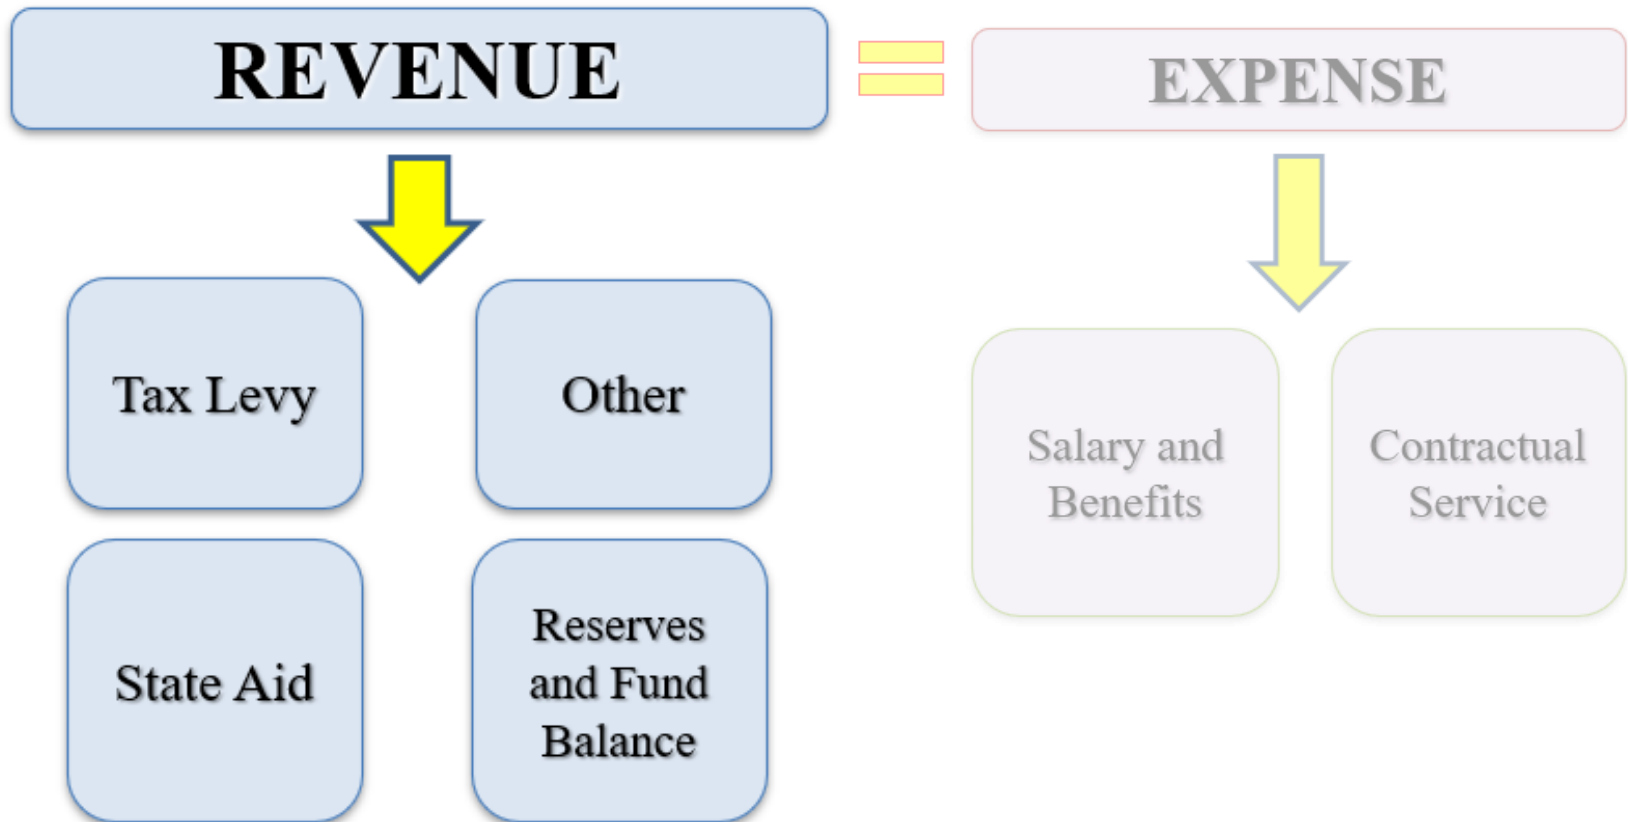 REVENUE
=
EXPENSE
Tax Levy
Other
State Aid
Reserves
and Fund
Balance
Salary and
Benefits
Contractual
Service